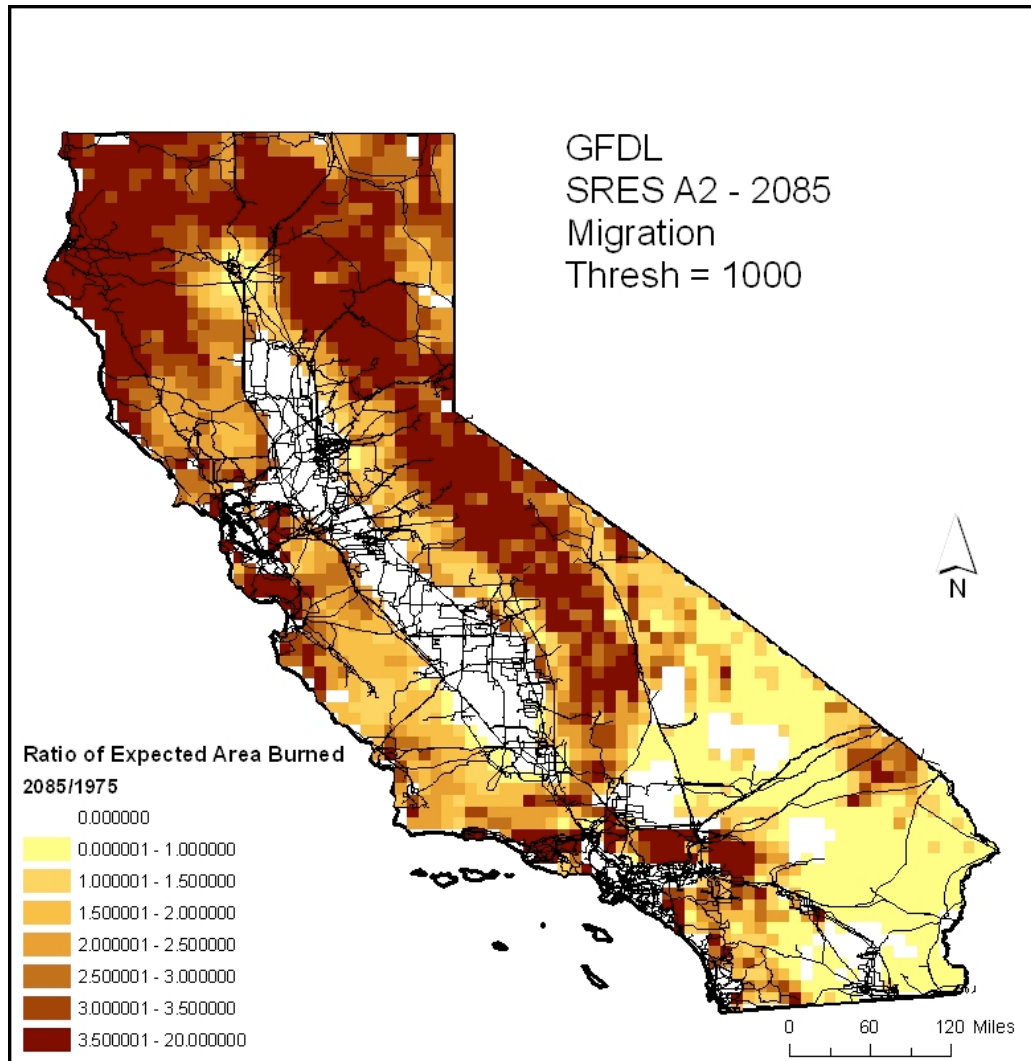 GFDL
SRES A2 - 2085
Migration
Thresh = 1000
N
Ratio of Expected Area Burned
2085/1975
0.000000
0.000001 - 1.000000
1.000001 - 1.500000
1.500001 - 2.000000
2.000001 - 2.500000
2.500001 - 3.000000
3.000001 - 3.500000
3.500001 - 20.000000
0 60 120 Miles